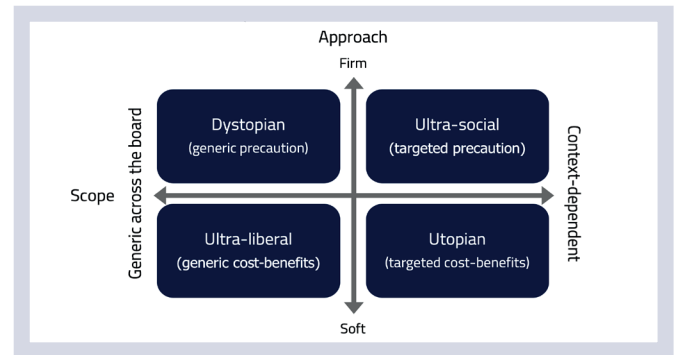 Approach
Firm
Dystopian
(generic precaution)
Ultra-social
(targeted precaution)
Scope
Generic across the board
Context-dependent
Ultra-liberal
(generic cost-benefits)
Utopian
(targeted cost-benefits)
Soft